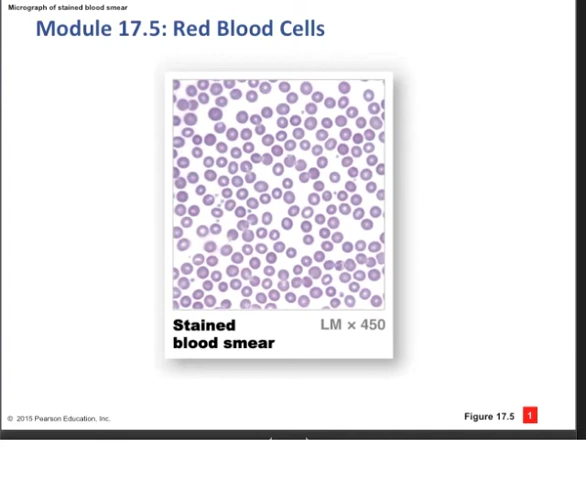 Micrograph of stained blood smear
Module 17.5: Red Blood Cells
Stained
blood smear
LM × 450
© 2015 Pearson Education, Inc.
Figure 17.5 1